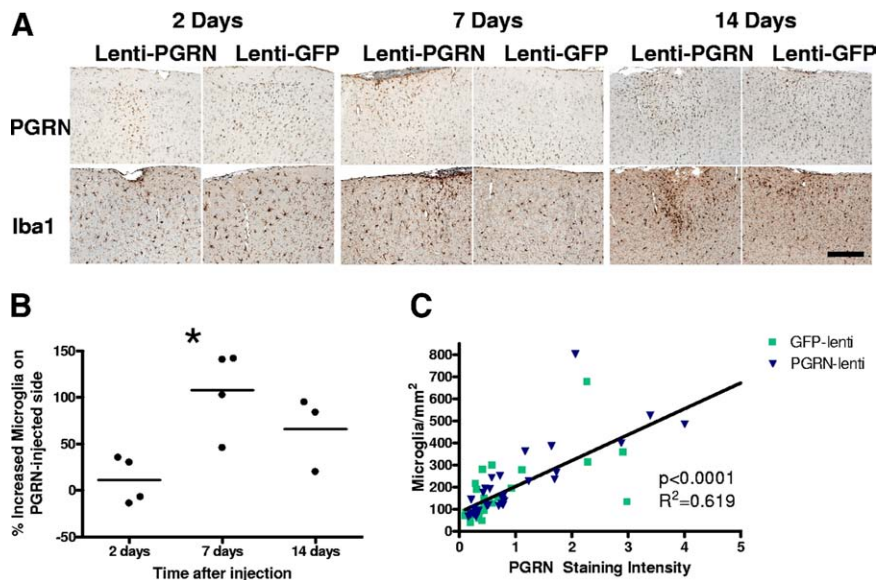 A
2 Days
7 Days
14 Days
Lenti-PGRN Lenti-GFP Lenti-PGRN Lenti-GFP Lenti-PGRN Lenti-GFP
PGRN
Iba1
B
% Increased Microglia on
PGRN-injected side
*
150
100
50
0
-50
2 days 7 days 14 days
Time after injection
C
GFP-lenti
PGRN-lenti
Microglia/mm²
800
700
600
500
400
300
200
100
0
p<0.0001
R²=0.619
0 1 2 3 4 5
PGRN Staining Intensity